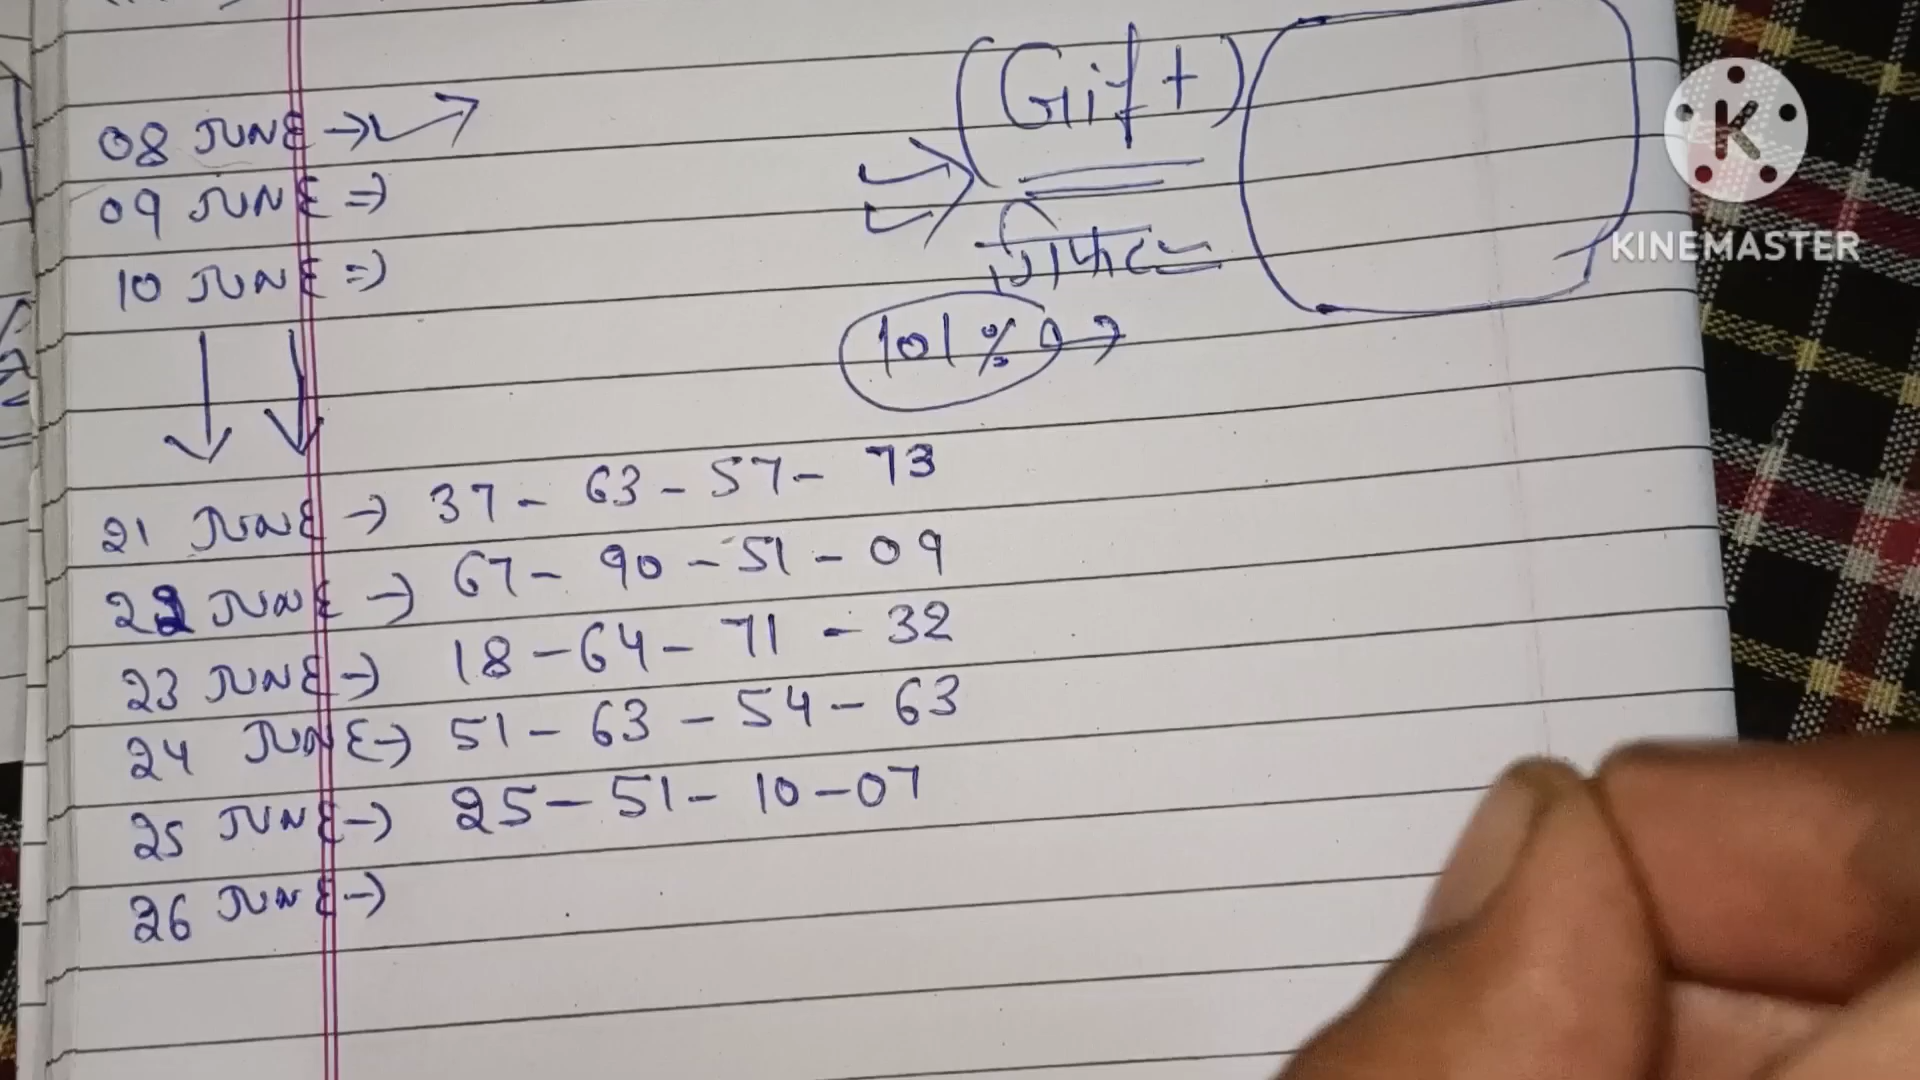 08 JUNE →
(Gift)
09 JUNE ⇒
KINEMASTER
10 JUNE ⇒
101 %
21 JUNE → 37 - 63 - 57 - 73
22 JUNE → 67 - 90 - 51 - 09
23 JUNE → 18 - 64 - 71 - 32
24 JUNE → 51 - 63 - 54 - 63
25 JUNE → 25 - 51 - 10 - 07
26 JUNE →